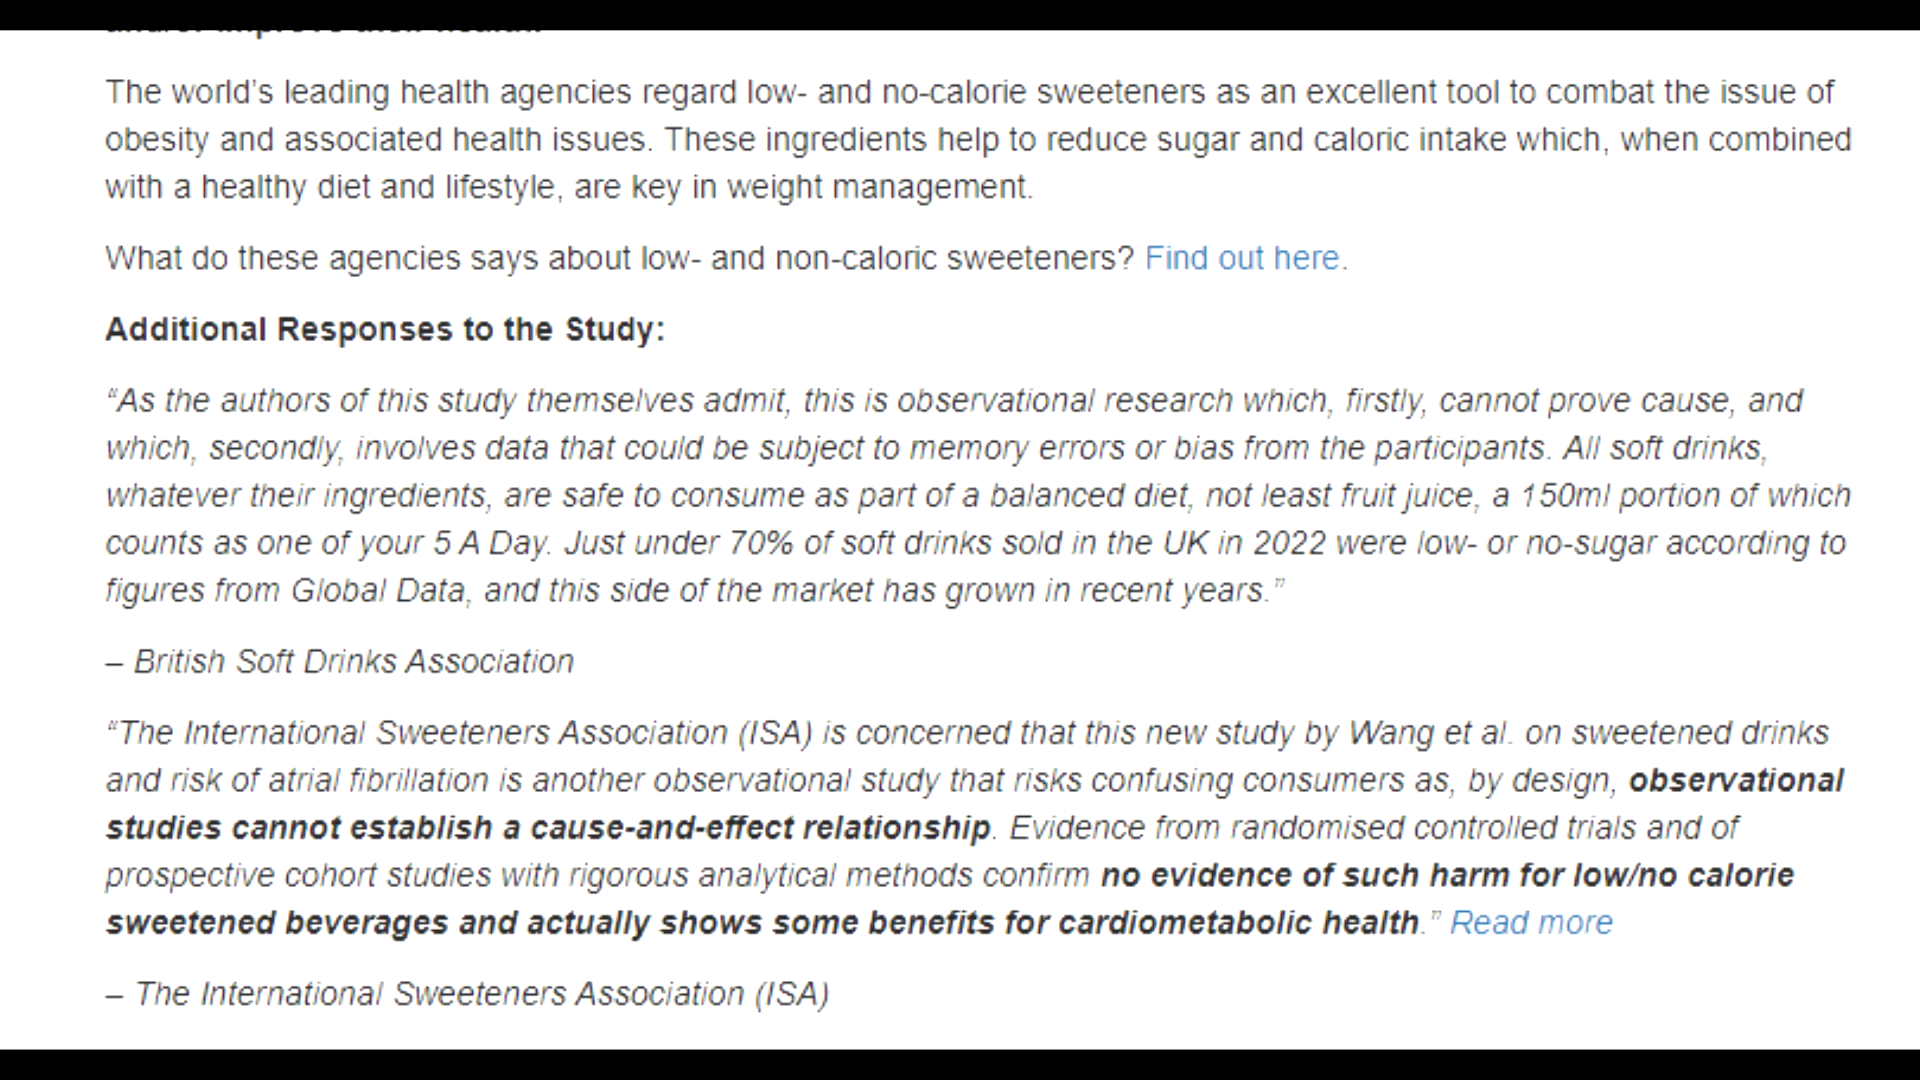 The world's leading health agencies regard low- and no-calorie sweeteners as an excellent tool to combat the issue of
obesity and associated health issues. These ingredients help to reduce sugar and caloric intake which, when combined
with a healthy diet and lifestyle, are key in weight management.
What do these agencies says about low- and non-caloric sweeteners? Find out here.
Additional Responses to the Study:
“As the authors of this study themselves admit, this is observational research which, firstly, cannot prove cause, and
which, secondly, involves data that could be subject to memory errors or bias from the participants. All soft drinks,
whatever their ingredients, are safe to consume as part of a balanced diet, not least fruit juice, a 150ml portion of which
counts as one of your 5 A Day. Just under 70% of soft drinks sold in the UK in 2022 were low- or no-sugar according to
figures from Global Data, and this side of the market has grown in recent years.”
– British Soft Drinks Association
“The International Sweeteners Association (ISA) is concerned that this new study by Wang et al. on sweetened drinks
and risk of atrial fibrillation is another observational study that risks confusing consumers as, by design, observational
studies cannot establish a cause-and-effect relationship. Evidence from randomised controlled trials and of
prospective cohort studies with rigorous analytical methods confirm no evidence of such harm for low/no calorie
sweetened beverages and actually shows some benefits for cardiometabolic health.” Read more
– The International Sweeteners Association (ISA)